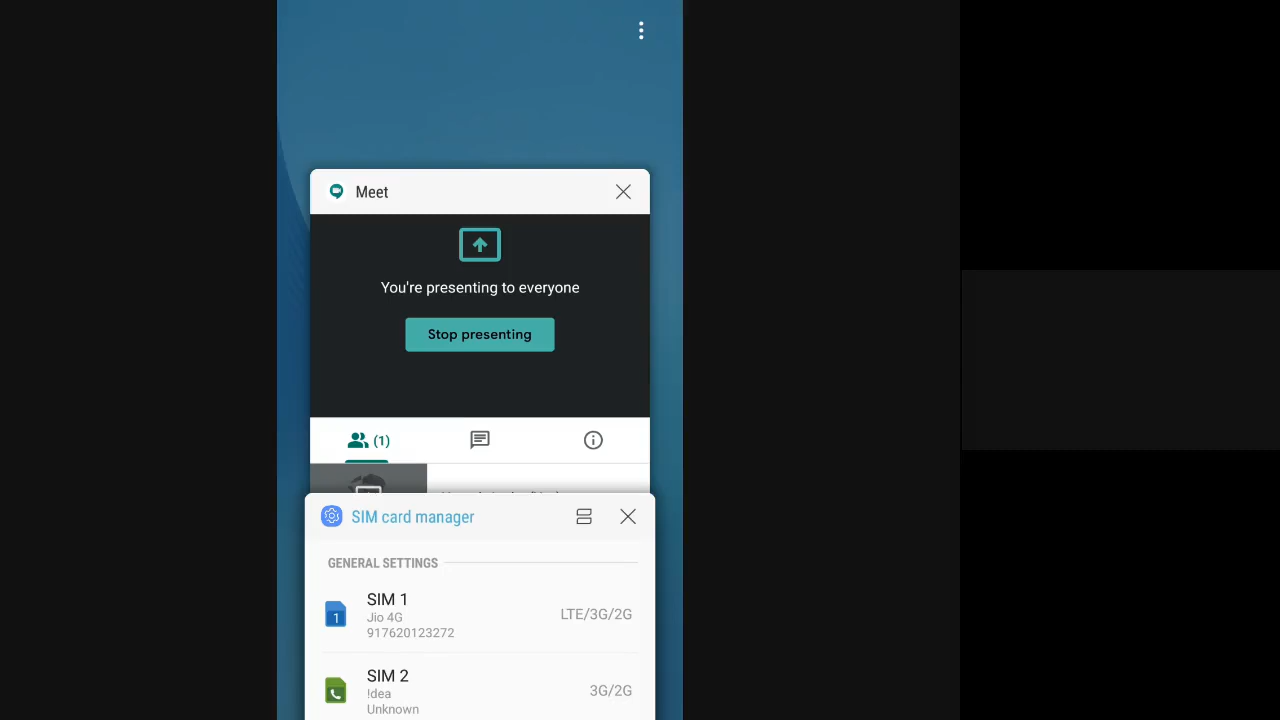 Meet
You're presenting to everyone
Stop presenting
(1)
SIM card manager
GENERAL SETTINGS
SIM 1
LTE/3G/2G
Jio 4G
917620123272
1
SIM 2
3G/2G
!dea
Unknown